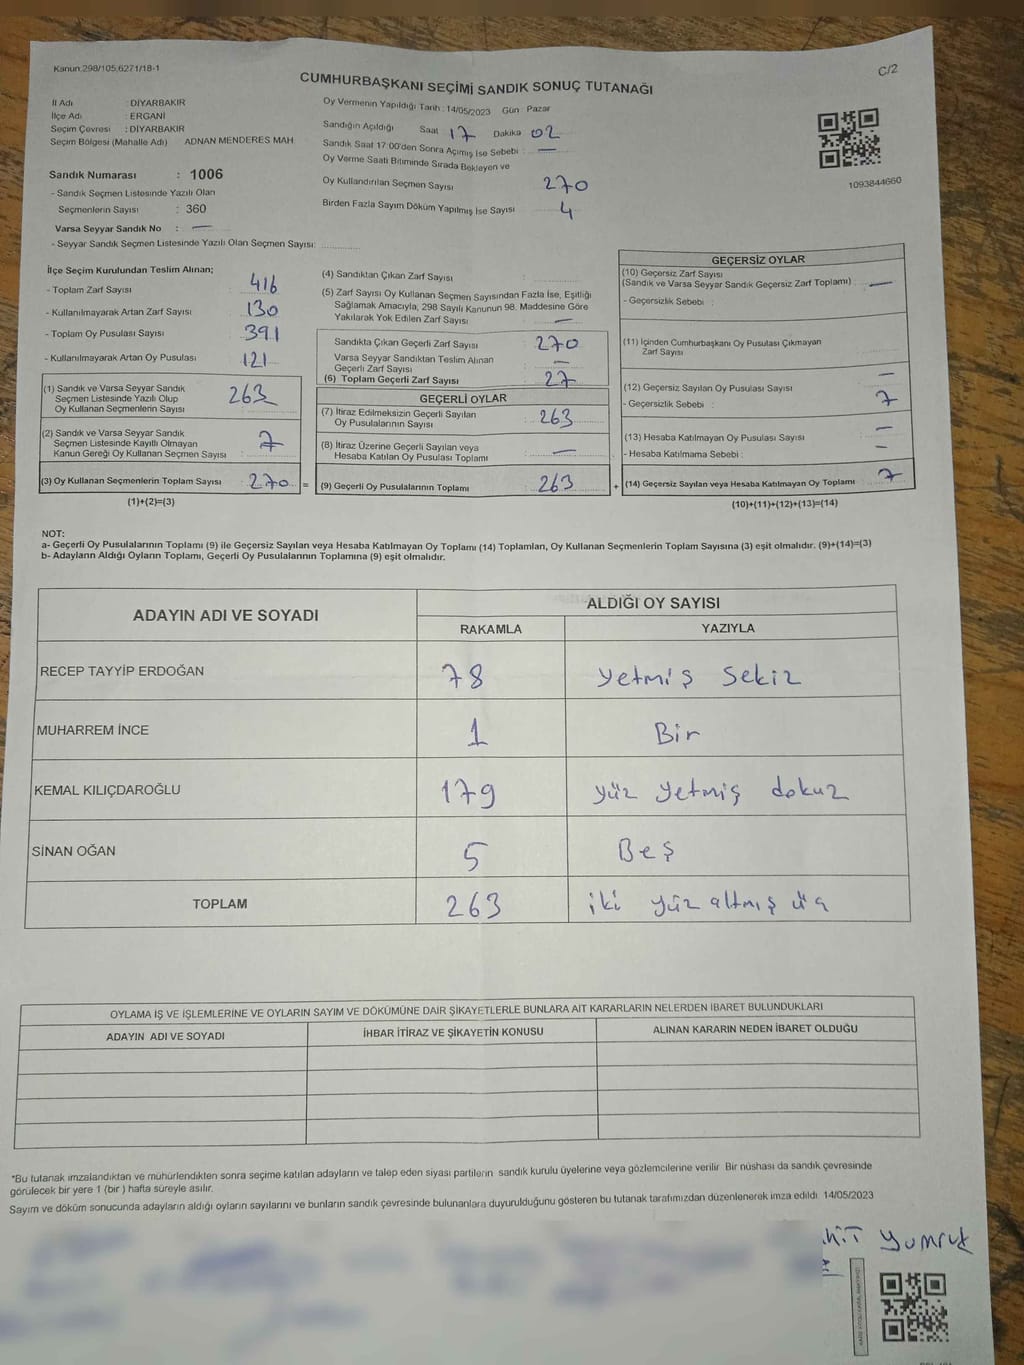 Kanun:298/105;6271/18-1
C/2
CUMHURBAŞKANI SEÇİMİ SANDIK SONUÇ TUTANAĞI
İl Adı : DİYARBAKIR
İlçe Adı : ERGANİ
Seçim Çevresi : DİYARBAKIR
Seçim Bölgesi (Mahalle Adı) ADNAN MENDERES MAH
Sandık Numarası : 1006
- Sandık Seçmen Listesinde Yazılı Olan
Seçmenlerin Sayısı : 360
Varsa Seyyar Sandık No : —
- Seyyar Sandık Seçmen Listesinde Yazılı Olan Seçmen Sayısı: ............
Oy Vermenin Yapıldığı Tarih : 14/05/2023 Gün Pazar
Sandığın Açıldığı Saat 17 Dakika 02
Sandık Saat 17:00'den Sonra Açımış İse Sebebi : —
Oy Verme Saati Bitiminde Sırada Bekleyen ve
Oy Kullandırılan Seçmen Sayısı 270
Birden Fazla Sayım Döküm Yapılmış İse Sayısı 4
1093844660
İlçe Seçim Kurulundan Teslim Alınan;
- Toplam Zarf Sayısı 416
- Kullanılmayarak Artan Zarf Sayısı 130
- Toplam Oy Pusulası Sayısı 391
- Kullanılmayarak Artan Oy Pusulası 121
(1) Sandık ve Varsa Seyyar Sandık
Seçmen Listesinde Yazılı Olup
Oy Kullanan Seçmenlerin Sayısı 263
(2) Sandık ve Varsa Seyyar Sandık
Seçmen Listesinde Kayıtlı Olmayan
Kanun Gereği Oy Kullanan Seçmen Sayısı 7
(3) Oy Kullanan Seçmenlerin Toplam Sayısı 270 =
(1)+(2)=(3)
(4) Sandıktan Çıkan Zarf Sayısı
(5) Zarf Sayısı Oy Kullanan Seçmen Sayısından Fazla İse, Eşitliği
Sağlamak Amacıyla, 298 Sayılı Kanunun 98. Maddesine Göre
Yakılarak Yok Edilen Zarf Sayısı —
Sandıkta Çıkan Geçerli Zarf Sayısı 270
Varsa Seyyar Sandıktan Teslim Alınan
Geçerli Zarf Sayısı —
(6) Toplam Geçerli Zarf Sayısı 27
GEÇERLİ OYLAR
(7) İtiraz Edilmeksizin Geçerli Sayılan
Oy Pusulalarının Sayısı 263
(8) İtiraz Üzerine Geçerli Sayılan veya
Hesaba Katılan Oy Pusulası Toplamı —
(9) Geçerli Oy Pusulalarının Toplamı 263 +
GEÇERSİZ OYLAR
(10) Geçersiz Zarf Sayısı
(Sandık ve Varsa Seyyar Sandık Geçersiz Zarf Toplamı) : —
- Geçersizlik Sebebi :
(11) İçinden Cumhurbaşkanı Oy Pusulası Çıkmayan
Zarf Sayısı —
(12) Geçersiz Sayılan Oy Pusulası Sayısı 7
- Geçersizlik Sebebi :
(13) Hesaba Katılmayan Oy Pusulası Sayısı —
- Hesaba Katılmama Sebebi : —
(14) Geçersiz Sayılan veya Hesaba Katılmayan Oy Toplamı 7
(10)+(11)+(12)+(13)=(14)
NOT:
a- Geçerli Oy Pusulalarının Toplamı (9) ile Geçersiz Sayılan veya Hesaba Katılmayan Oy Toplamı (14) Toplamları, Oy Kullanan Seçmenlerin Toplam Sayısına (3) eşit olmalıdır. (9)+(14)=(3)
b- Adayların Aldığı Oyların Toplamı, Geçerli Oy Pusulalarının Toplamına (9) eşit olmalıdır.
ADAYIN ADI VE SOYADI ALDIĞI OY SAYISI
RAKAMLA YAZIYLA
RECEP TAYYİP ERDOĞAN 78 yetmiş sekiz
MUHARREM İNCE 1 Bir
KEMAL KILIÇDAROĞLU 179 yüz yetmiş dokuz
SİNAN OĞAN 5 Beş
TOPLAM 263 iki yüz altmış üç
OYLAMA İŞ VE İŞLEMLERİNE VE OYLARIN SAYIM VE DÖKÜMÜNE DAİR ŞİKAYETLERLE BUNLARA AİT KARARLARIN NELERDEN İBARET BULUNDUKLARI
ADAYIN ADI VE SOYADI İHBAR İTİRAZ VE ŞİKAYETİN KONUSU ALINAN KARARIN NEDEN İBARET OLDUĞU
*Bu tutanak imzalandıktan ve mühürlendikten sonra seçime katılan adayların ve talep eden siyasi partilerin sandık kurulu üyelerine veya gözlemcilerine verilir Bir nüshası da sandık çevresinde
görülecek bir yere 1 (bir ) hafta süreyle asılır.
Sayım ve döküm sonucunda adayların aldığı oyların sayılarını ve bunların sandık çevresinde bulunanlara duyurulduğunu gösteren bu tutanak tarafımızdan düzenlenerek imza edildi. 14/05/2023
Yumruk